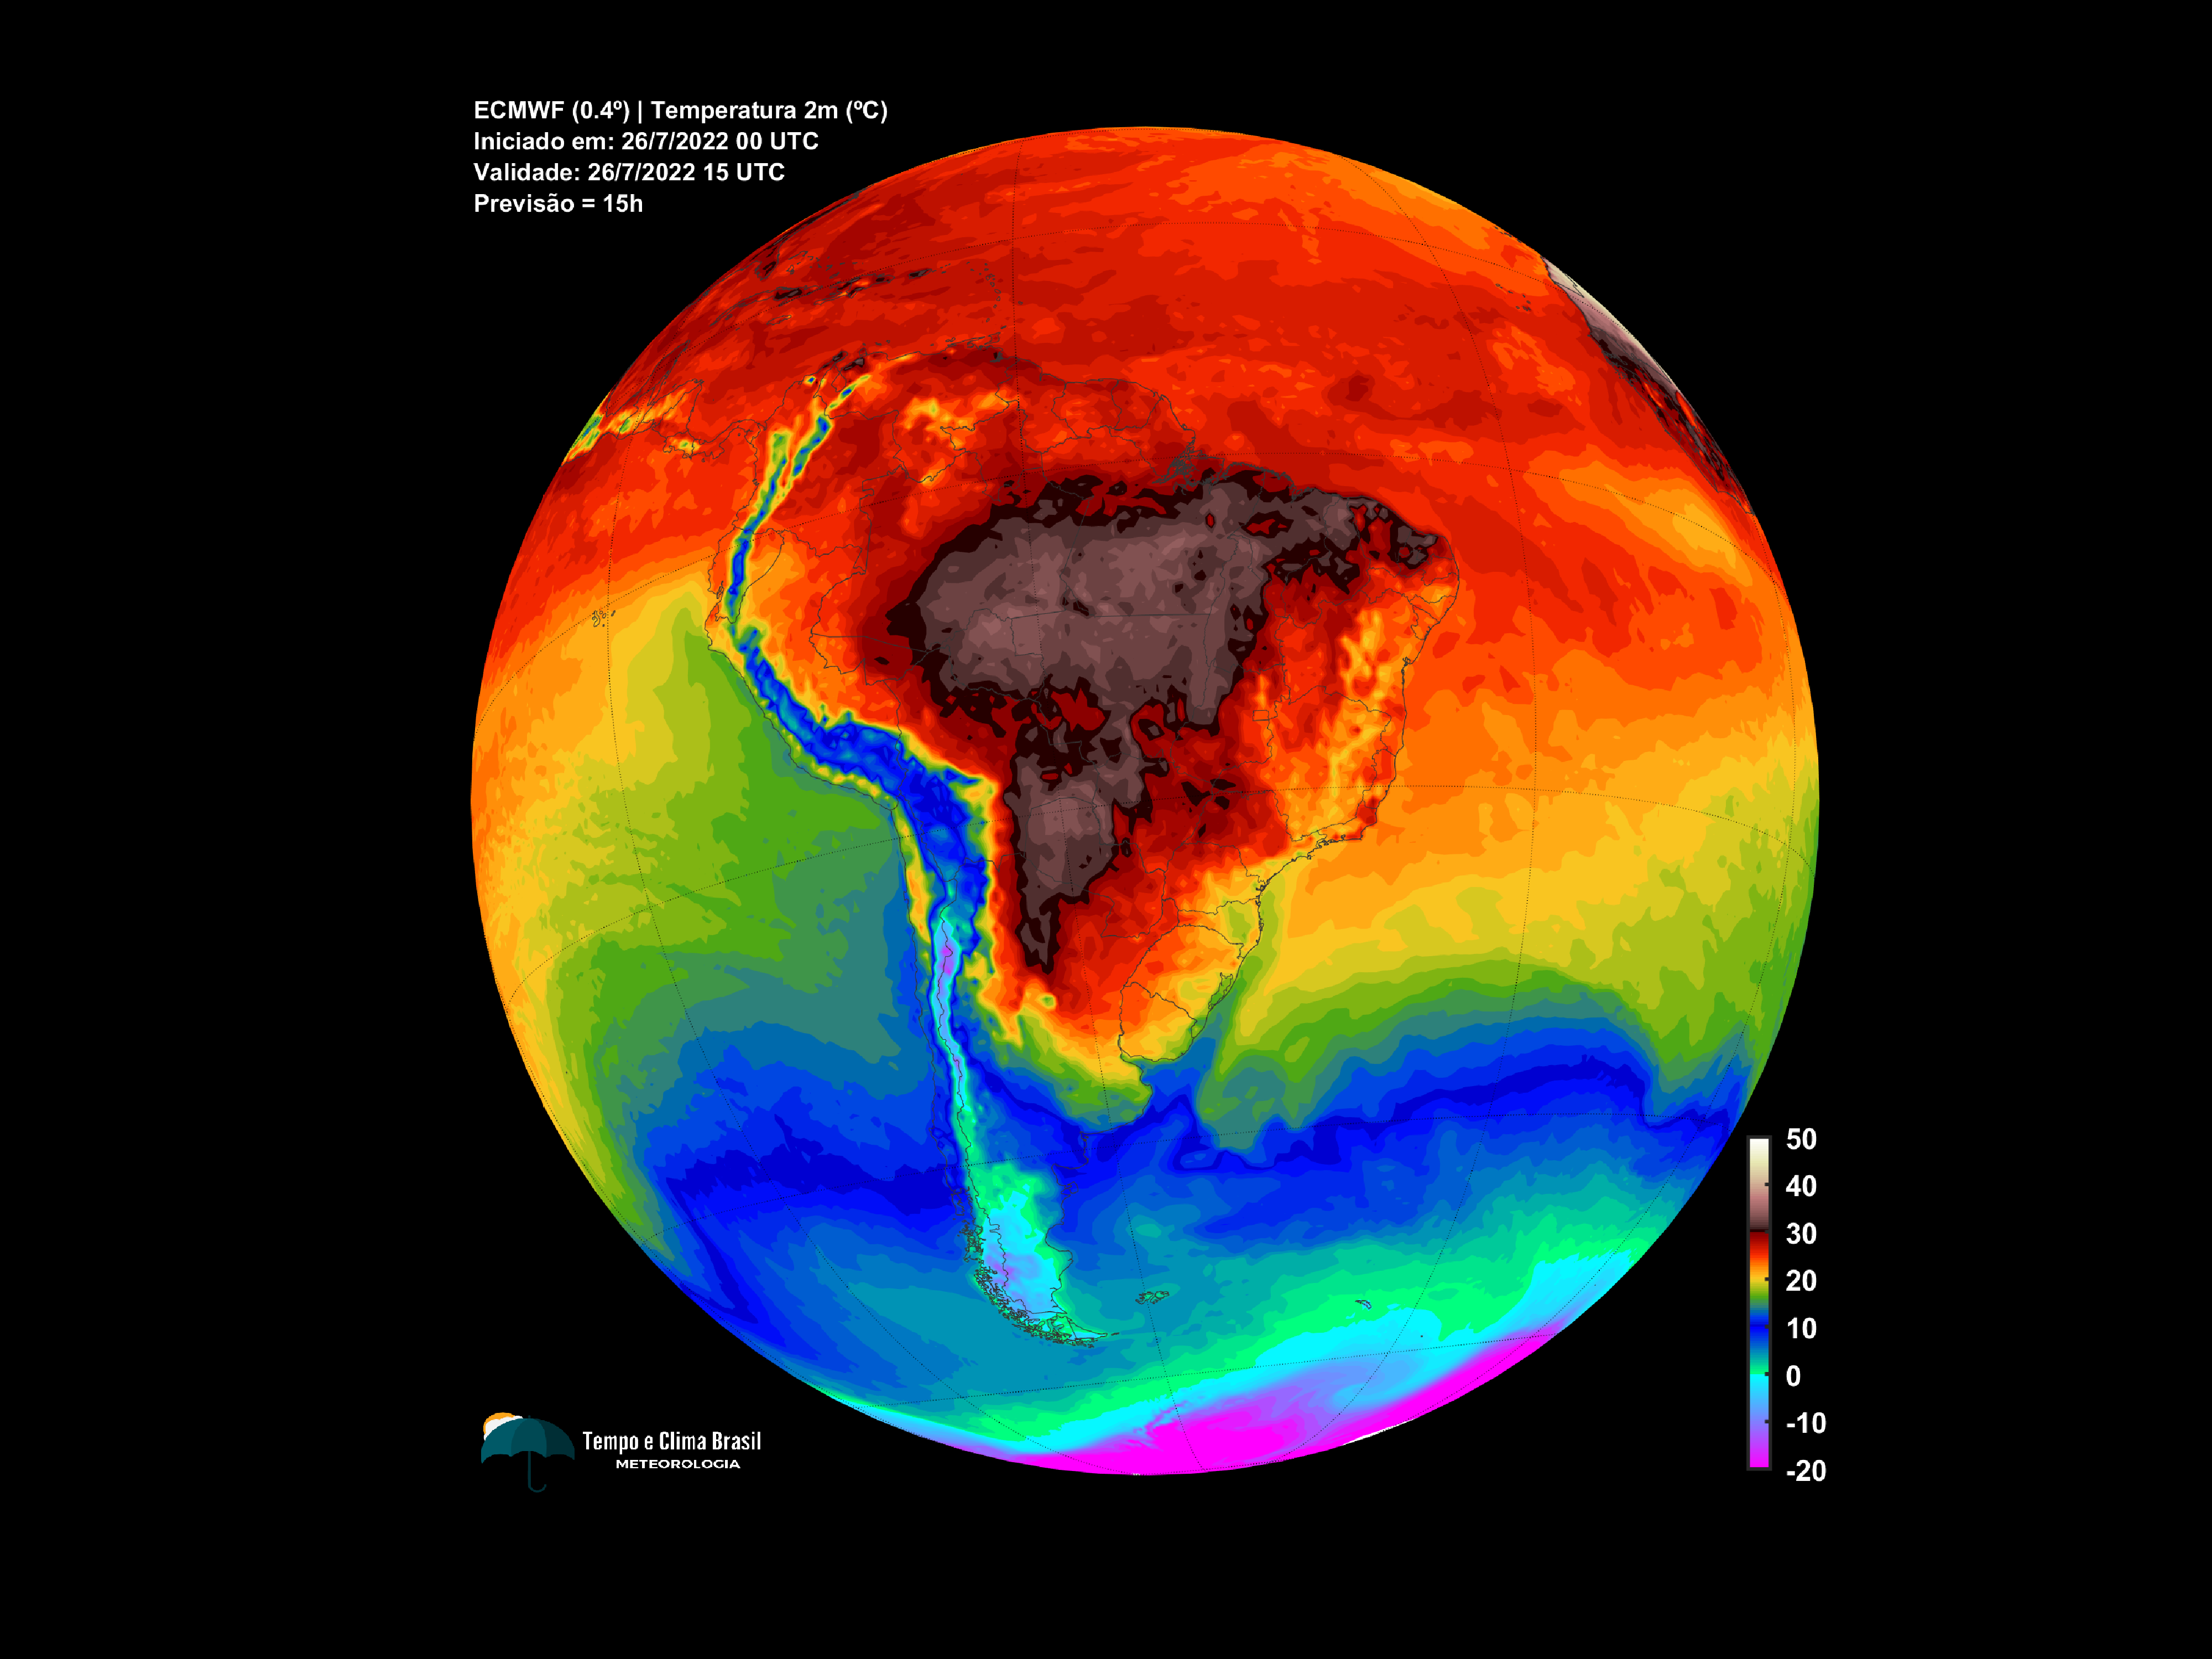 ECMWF (0.4º) | Temperatura 2m (ºC)
Iniciado em: 26/7/2022 00 UTC
Validade: 26/7/2022 15 UTC
Previsão = 15h
50
40
30
20
10
0
-10
-20
Tempo e Clima Brasil
METEOROLOGIA